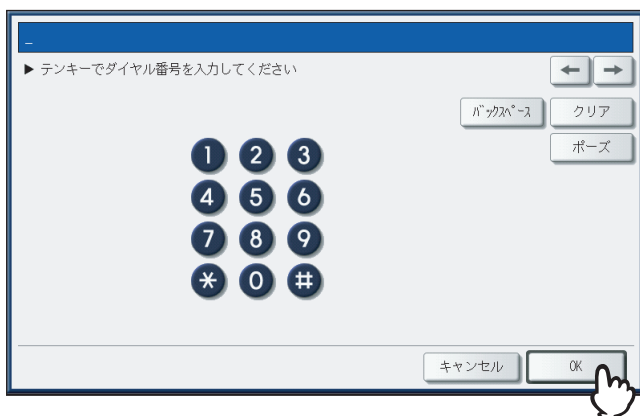 _
▶ テンキーでダイヤル番号を入力してください
← →
バックスペース クリア
ポーズ
1 2 3
4 5 6
7 8 9
* 0 #
キャンセル OK